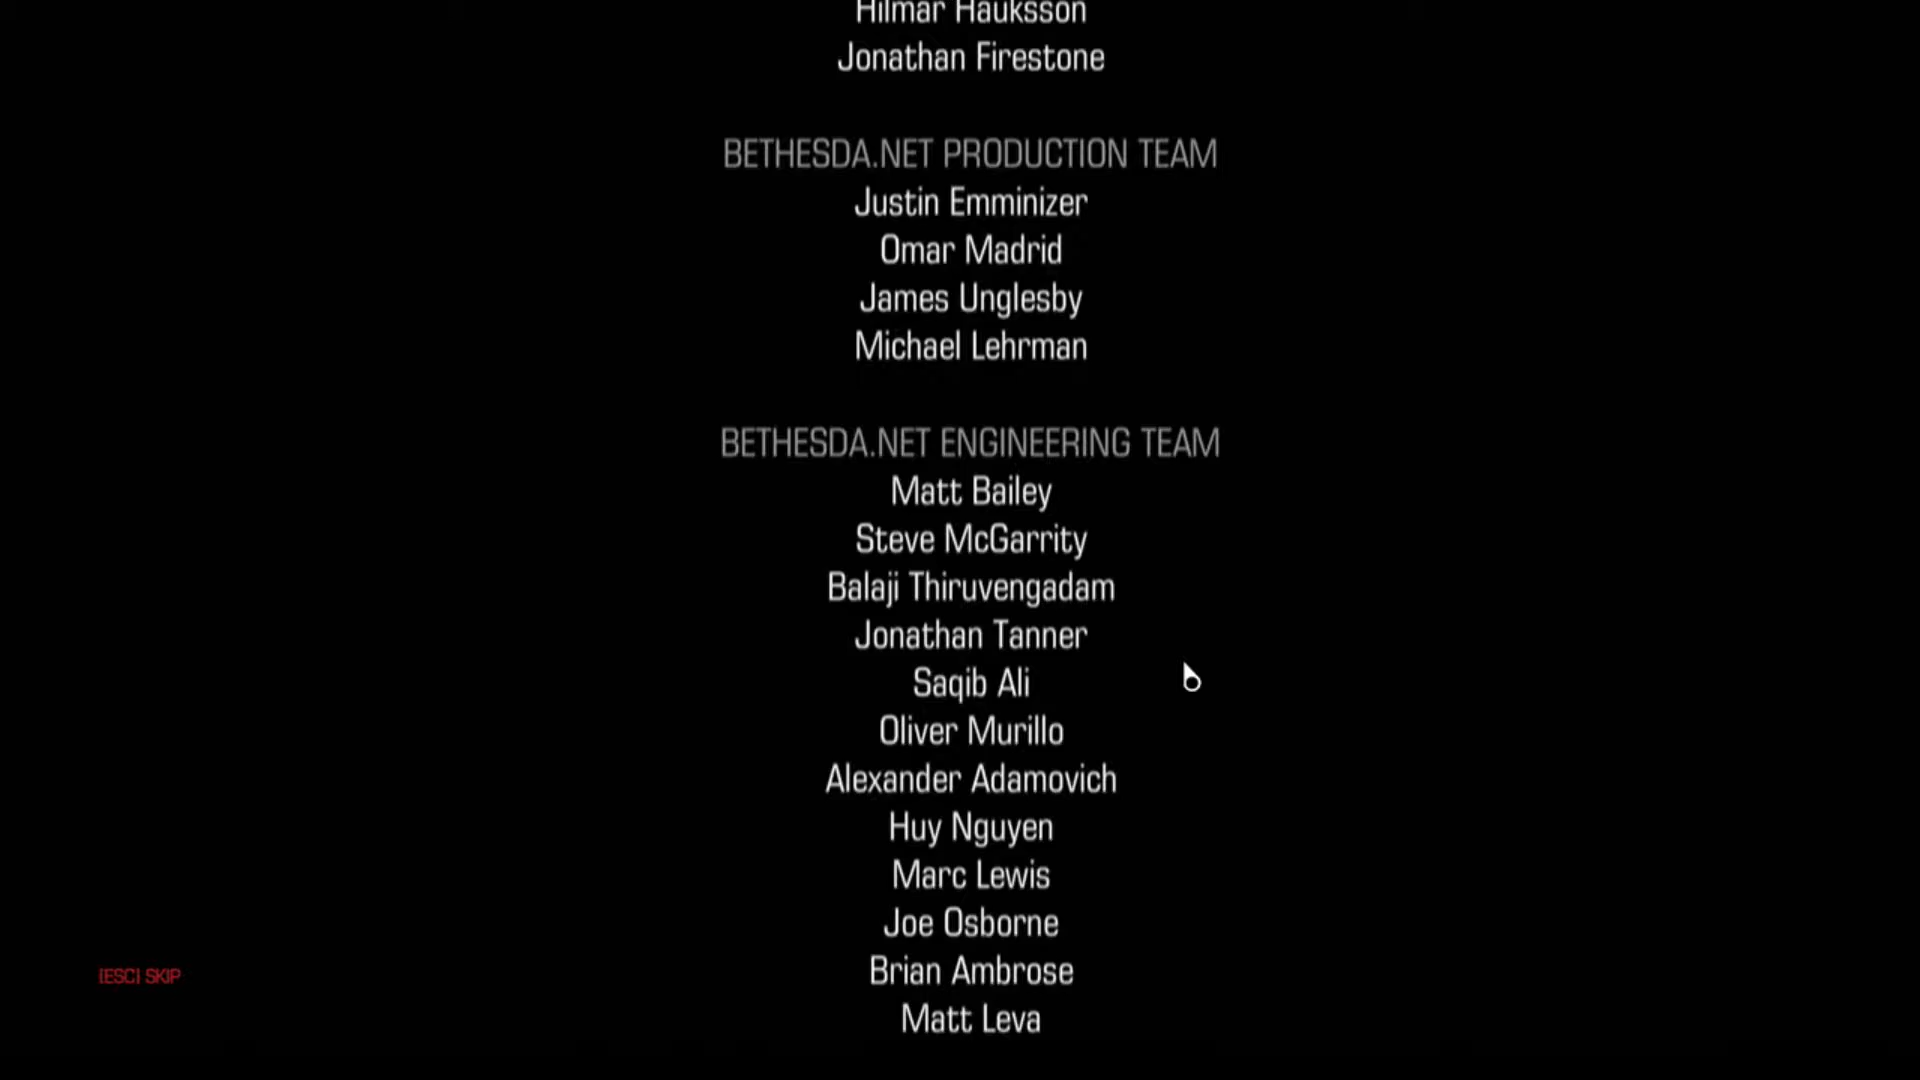 Hilmar Hauksson
Jonathan Firestone
BETHESDA.NET PRODUCTION TEAM
Justin Emminizer
Omar Madrid
James Unglesby
Michael Lehrman
BETHESDA.NET ENGINEERING TEAM
Matt Bailey
Steve McGarrity
Balaji Thiruvengadam
Jonathan Tanner
Saqib Ali
Oliver Murillo
Alexander Adamovich
Huy Nguyen
Marc Lewis
Joe Osborne
Brian Ambrose
Matt Leva
[ESC] SKIP